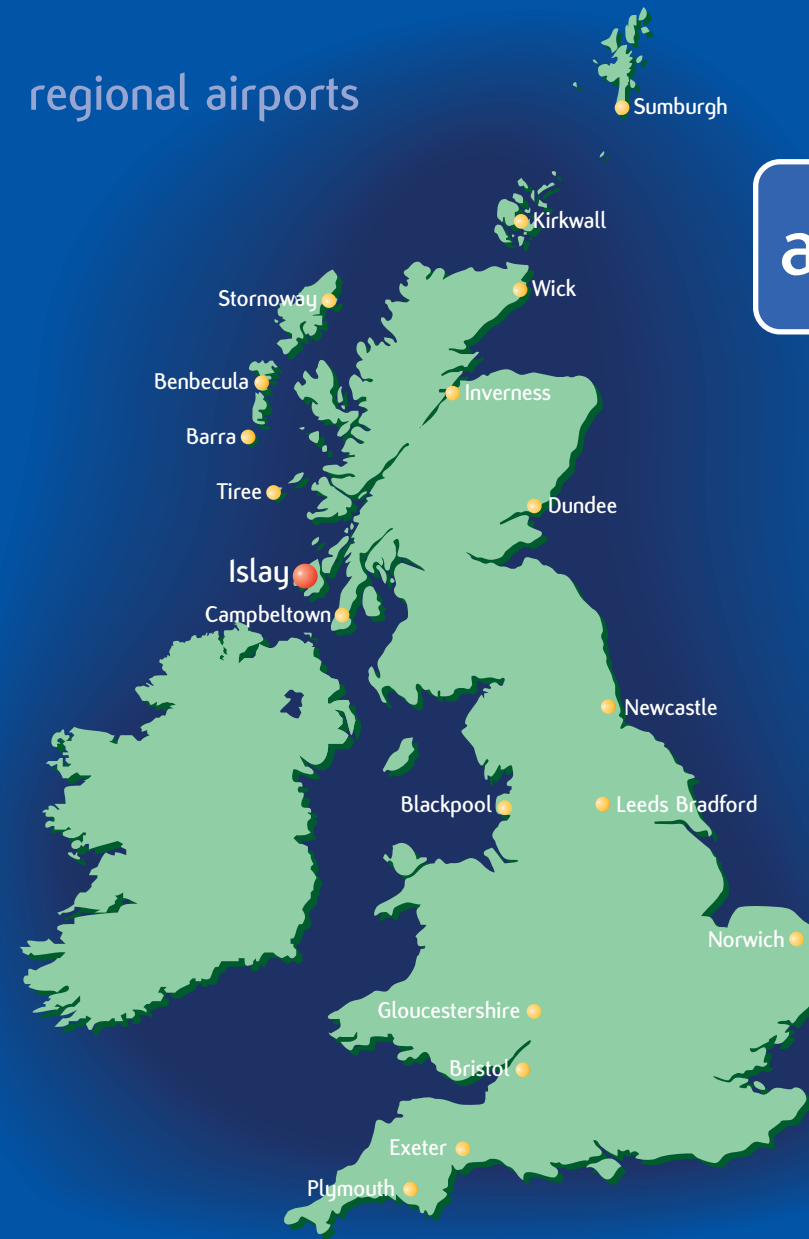 regional airports
Sumburgh
a
Kirkwall
Wick
Stornoway
Benbecula
Inverness
Barra
Tiree
Dundee
Islay
Campbeltown
Newcastle
Blackpool
Leeds Bradford
Norwich
Gloucestershire
Bristol
Exeter
Plymouth